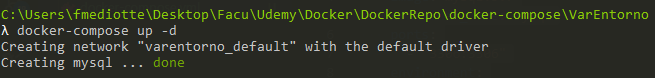 C:\Users\fmediotte\Desktop\Facu\Udemy\Docker\DockerRepo\docker-compose\VarEntorno
λ docker-compose up -d
Creating network "varentorno_default" with the default driver
Creating mysql ... done